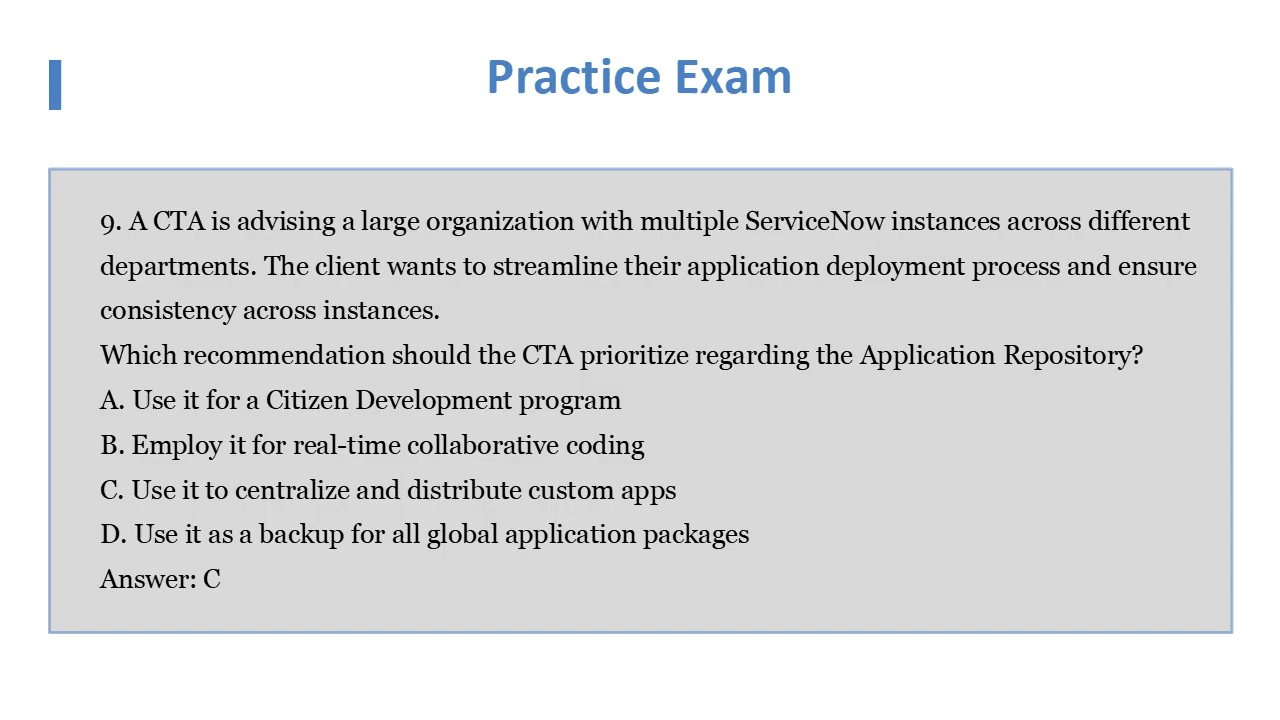 Practice Exam
9. A CTA is advising a large organization with multiple ServiceNow instances across different
departments. The client wants to streamline their application deployment process and ensure
consistency across instances.
Which recommendation should the CTA prioritize regarding the Application Repository?
A. Use it for a Citizen Development program
B. Employ it for real-time collaborative coding
C. Use it to centralize and distribute custom apps
D. Use it as a backup for all global application packages
Answer: C